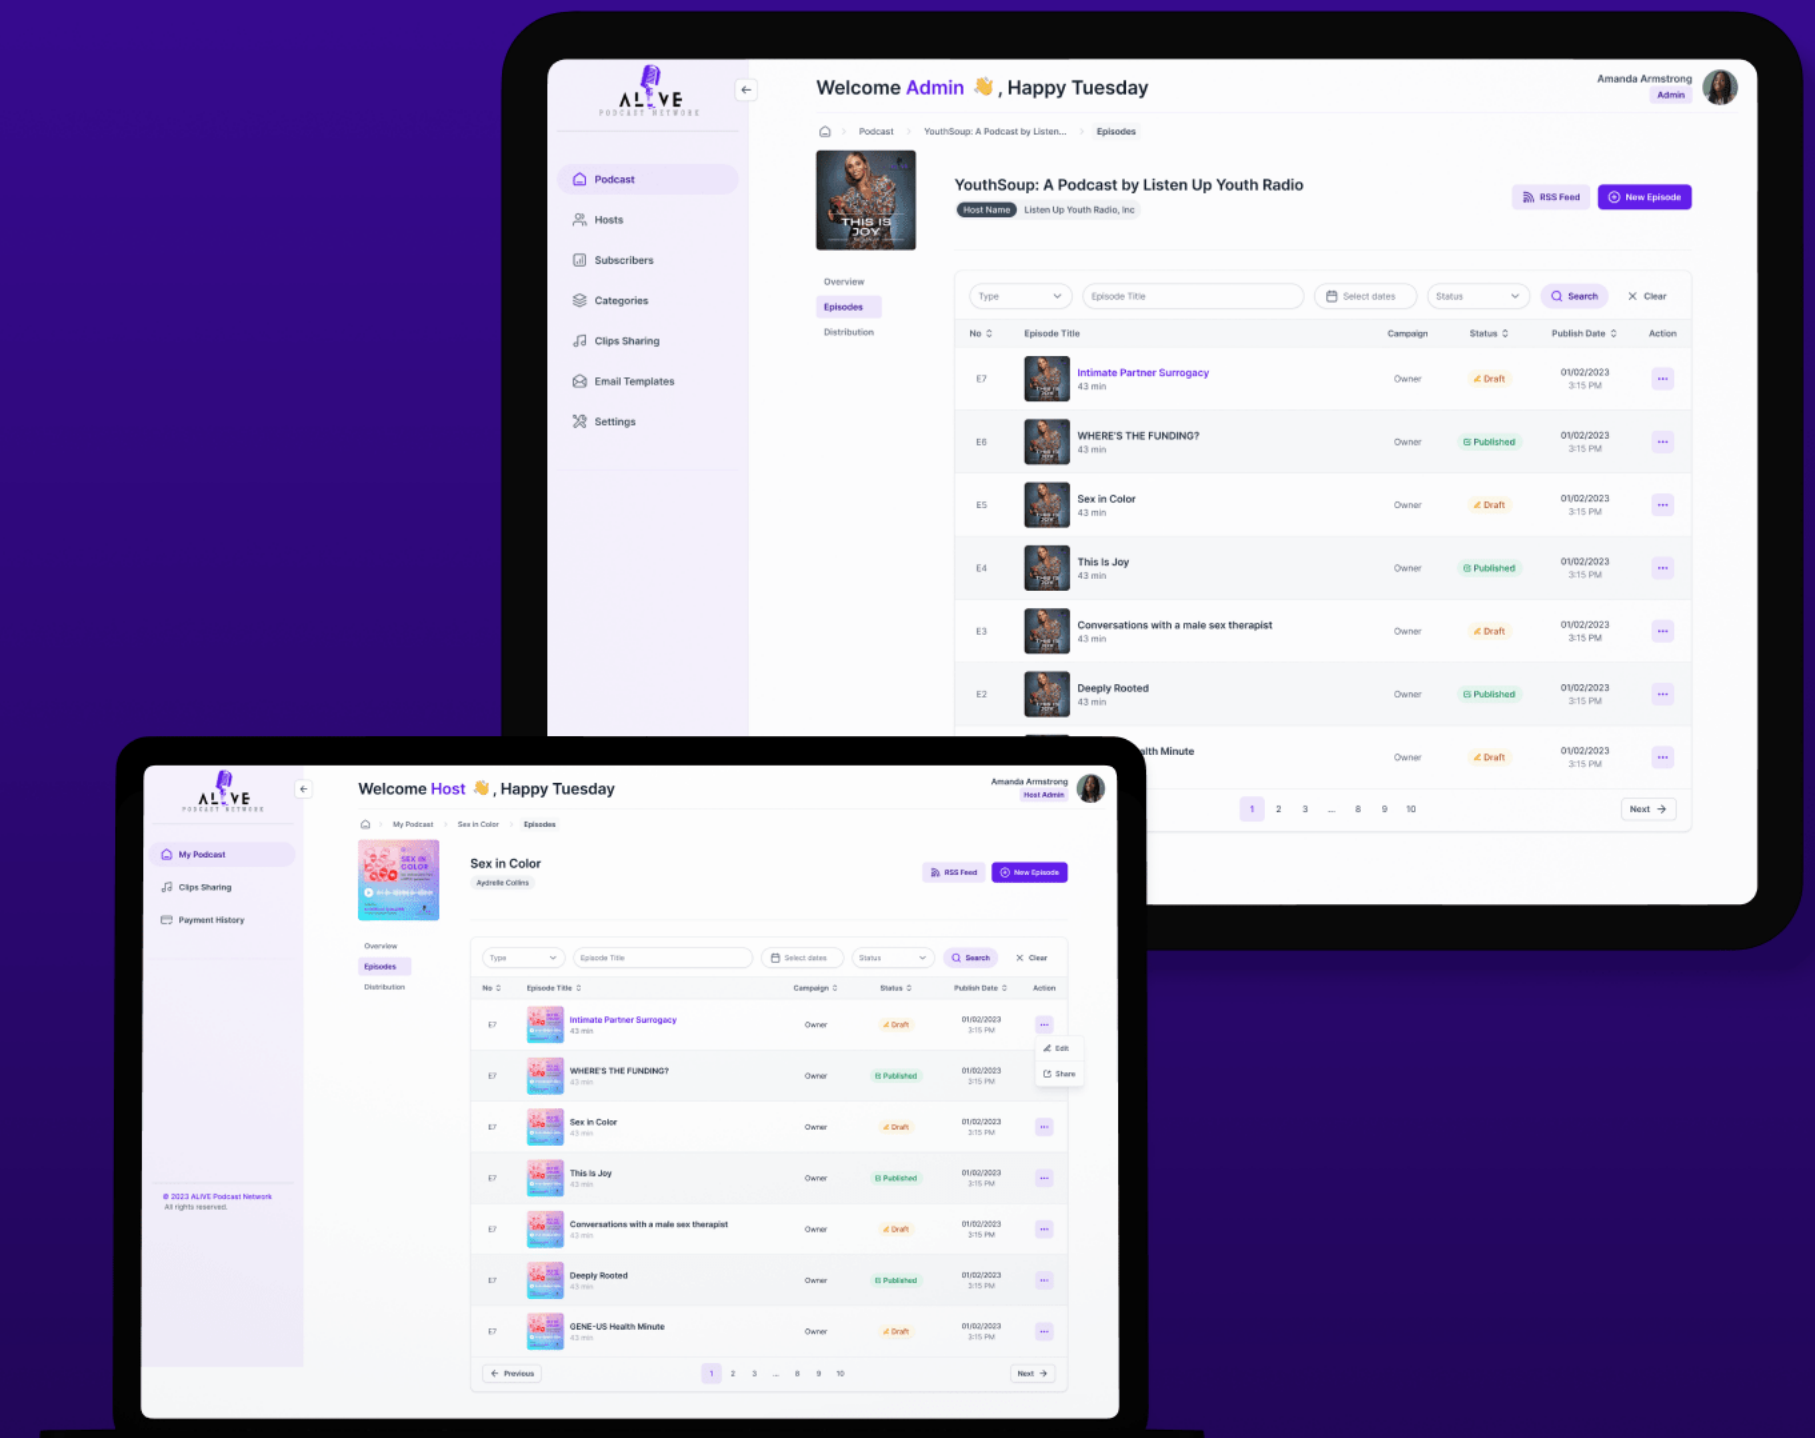 ALIVE
PODCAST NETWORK
Welcome Admin 👋 , Happy Tuesday
Amanda Armstrong
Admin
Podcast
YouthSoup: A Podcast by Listen...
Episodes
THIS IS
JOY
YouthSoup: A Podcast by Listen Up Youth Radio
Host Name Listen Up Youth Radio, Inc
RSS Feed
New Episode
Podcast
Hosts
Subscribers
Categories
Clips Sharing
Email Templates
Settings
Overview
Episodes
Distribution
Type Episode Title Select dates Status Search Clear
No Episode Title Campaign Status Publish Date Action
E7 Intimate Partner Surrogacy 43 min Owner Draft 01/02/2023 3:15 PM
E6 WHERE'S THE FUNDING? 43 min Owner Published 01/02/2023 3:15 PM
E5 Sex in Color 43 min Owner Draft 01/02/2023 3:15 PM
E4 This Is Joy 43 min Owner Published 01/02/2023 3:15 PM
E3 Conversations with a male sex therapist 43 min Owner Draft 01/02/2023 3:15 PM
E2 Deeply Rooted 43 min Owner Published 01/02/2023 3:15 PM
alth Minute Owner Draft 01/02/2023 3:15 PM
1 2 3 ... 8 9 10 Next
ALIVE
PODCAST NETWORK
Welcome Host 👋 , Happy Tuesday
Amanda Armstrong
Host Admin
My Podcast
Sex in Color
Episodes
SEX IN
COLOR
Sex in Color
Aydrelle Collins
RSS Feed
New Episode
My Podcast
Clips Sharing
Payment History
© 2023 ALIVE Podcast Network
All rights reserved.
Overview
Episodes
Distribution
Type Episode Title Select dates Status Search Clear
No Episode Title Campaign Status Publish Date Action
E7 Intimate Partner Surrogacy 43 min Owner Draft 01/02/2023 3:15 PM
Edit
Share
E7 WHERE'S THE FUNDING? 43 min Owner Published 01/02/2023 3:15 PM
E7 Sex in Color 43 min Owner Draft 01/02/2023 3:15 PM
E7 This Is Joy 43 min Owner Published 01/02/2023 3:15 PM
E7 Conversations with a male sex therapist 43 min Owner Draft 01/02/2023 3:15 PM
E7 Deeply Rooted 43 min Owner Published 01/02/2023 3:15 PM
E7 GENE-US Health Minute 43 min Owner Draft 01/02/2023 3:15 PM
Previous 1 2 3 ... 8 9 10 Next